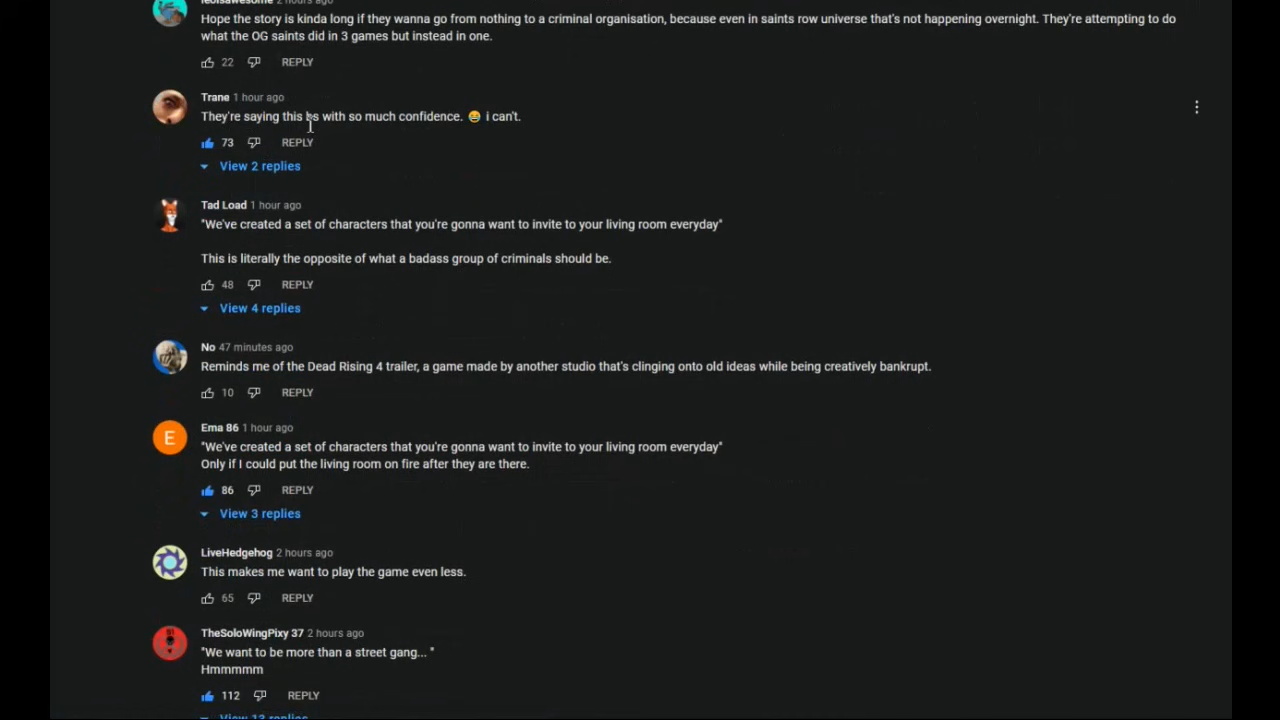 leoisawesome 2 hours ago
Hope the story is kinda long if they wanna go from nothing to a criminal organisation, because even in saints row universe that's not happening overnight. They're attempting to do
what the OG saints did in 3 games but instead in one.
22 REPLY
Trane 1 hour ago
They're saying this bs with so much confidence. 😂 i can't.
73 REPLY
View 2 replies
Tad Load 1 hour ago
"We've created a set of characters that you're gonna want to invite to your living room everyday"
This is literally the opposite of what a badass group of criminals should be.
48 REPLY
View 4 replies
No 47 minutes ago
Reminds me of the Dead Rising 4 trailer, a game made by another studio that's clinging onto old ideas while being creatively bankrupt.
10 REPLY
Ema 86 1 hour ago
"We've created a set of characters that you're gonna want to invite to your living room everyday"
Only if I could put the living room on fire after they are there.
86 REPLY
View 3 replies
E
LiveHedgehog 2 hours ago
This makes me want to play the game even less.
65 REPLY
TheSoloWingPixy 37 2 hours ago
"We want to be more than a street gang... "
Hmmmmm
112 REPLY
View 13 replies